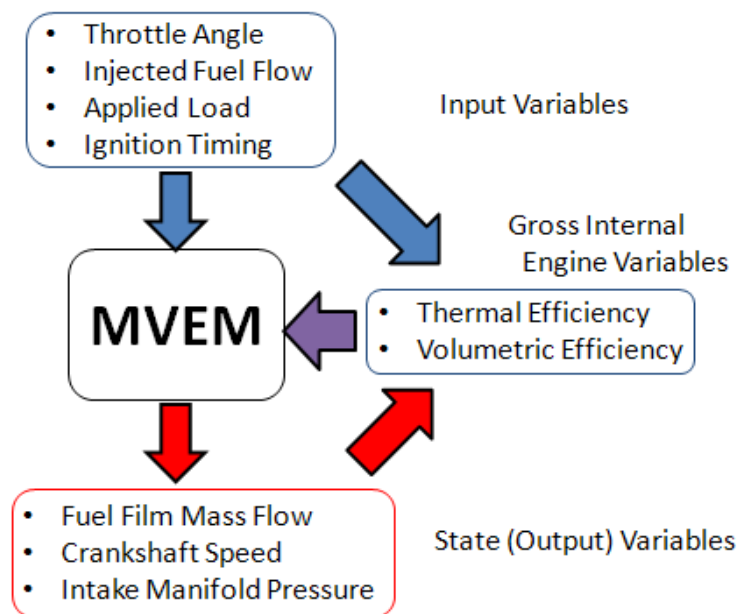 • Throttle Angle
• Injected Fuel Flow
• Applied Load
• Ignition Timing
Input Variables
Gross Internal
Engine Variables
MVEM
• Thermal Efficiency
• Volumetric Efficiency
• Fuel Film Mass Flow
• Crankshaft Speed
• Intake Manifold Pressure
State (Output) Variables